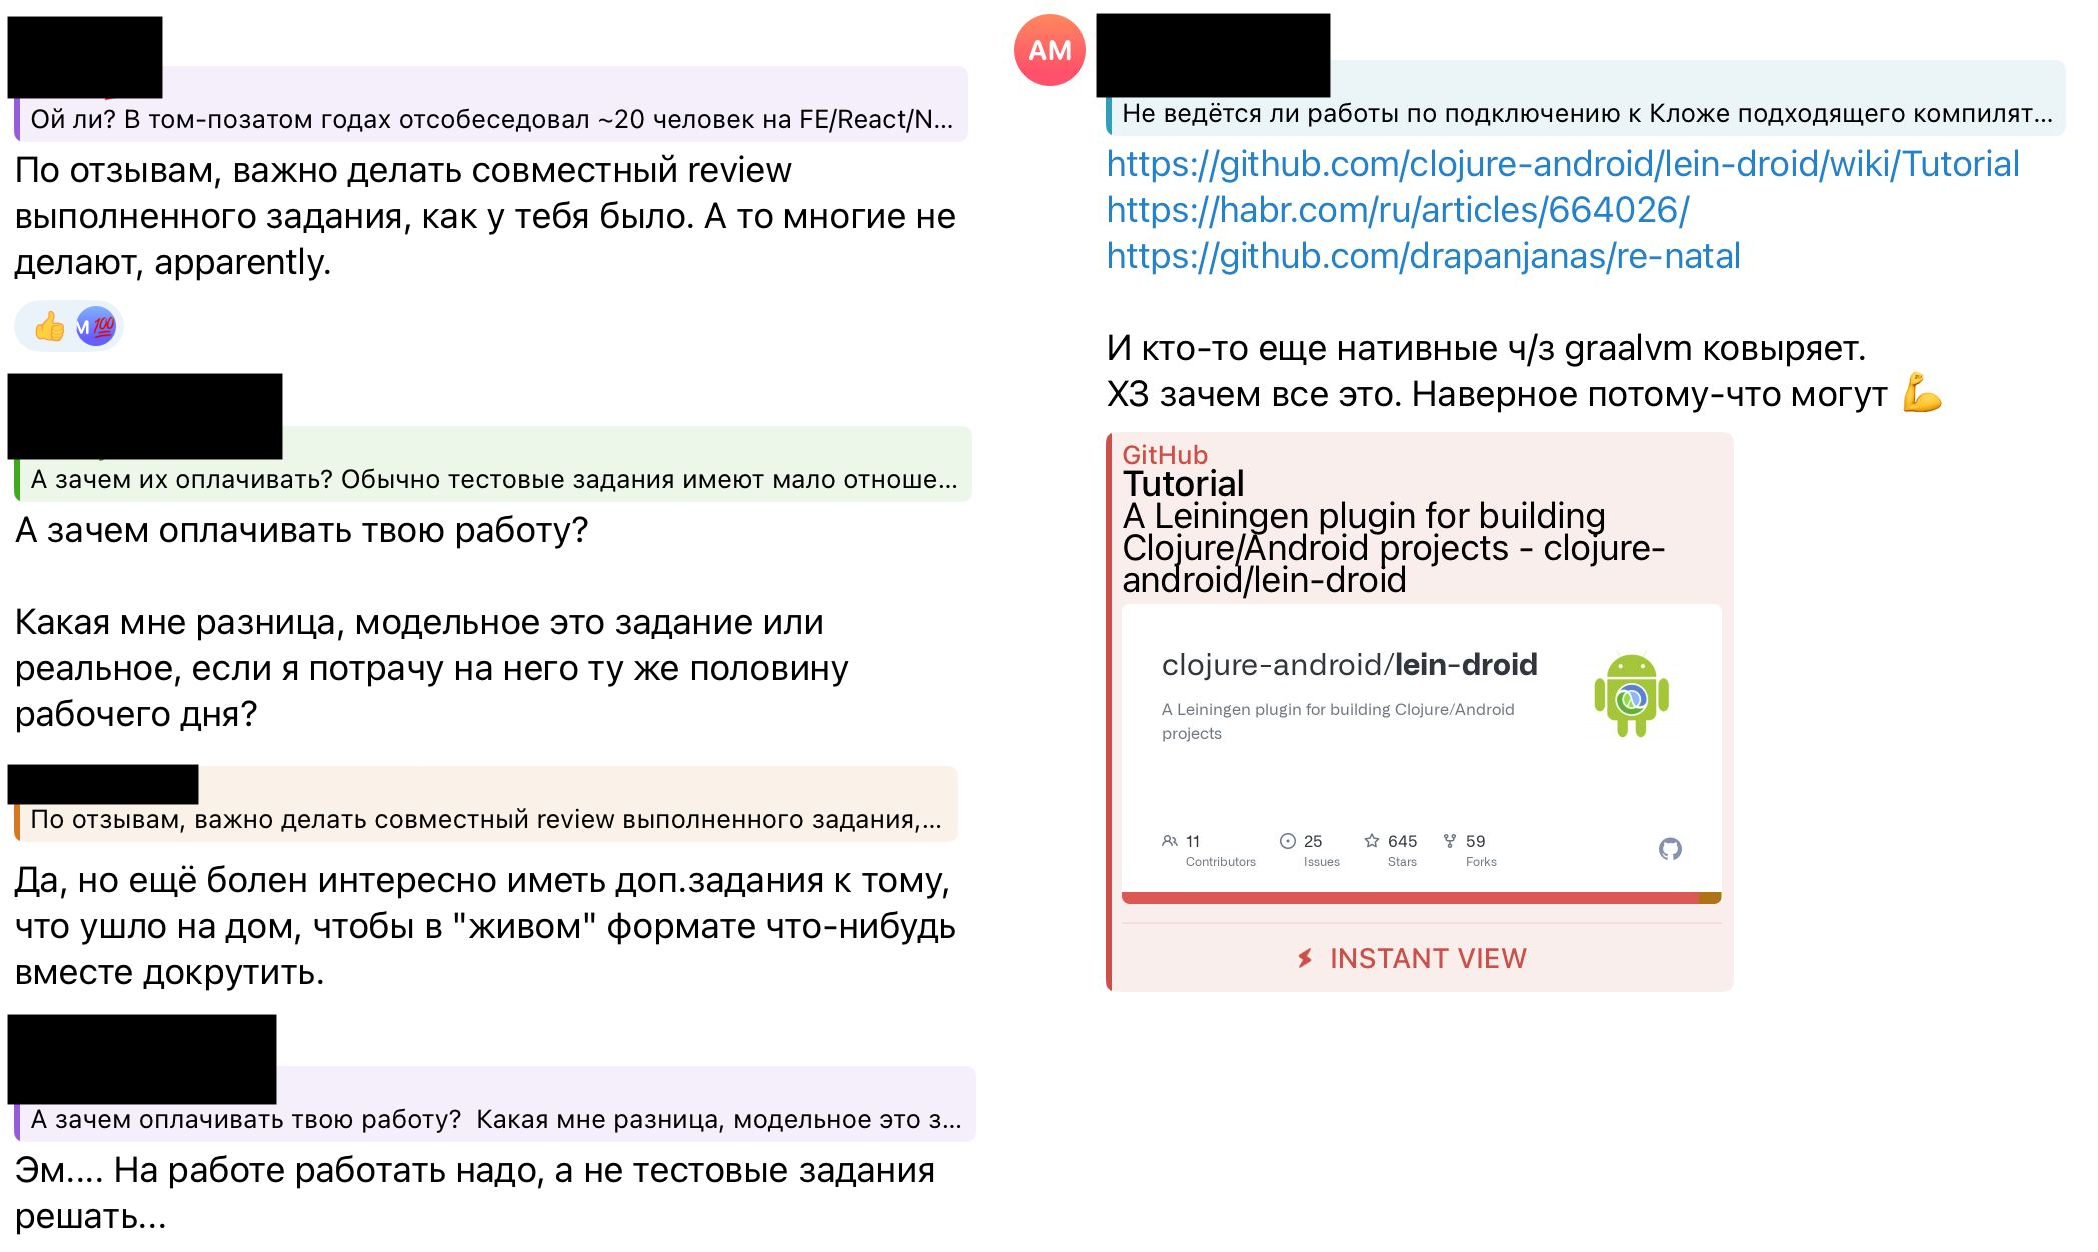 Ой ли? В том-позатом годах отсобеседовал ~20 человек на FE/React/N...
По отзывам, важно делать совместный review
выполненного задания, как у тебя было. А то многие не
делают, apparently.
M 100
А зачем их оплачивать? Обычно тестовые задания имеют мало отноше...
А зачем оплачивать твою работу?
Какая мне разница, модельное это задание или
реальное, если я потрачу на него ту же половину
рабочего дня?
По отзывам, важно делать совместный review выполненного задания,...
Да, но ещё болен интересно иметь доп.задания к тому,
что ушло на дом, чтобы в "живом" формате что-нибудь
вместе докрутить.
А зачем оплачивать твою работу?  Какая мне разница, модельное это з...
Эм.... На работе работать надо, а не тестовые задания
решать...
AM
Не ведётся ли работы по подключению к Кложе подходящего компилят...
https://github.com/clojure-android/lein-droid/wiki/Tutorial
https://habr.com/ru/articles/664026/
https://github.com/drapanjanas/re-natal
И кто-то еще нативные ч/з graalvm ковыряет.
ХЗ зачем все это. Наверное потому-что могут
GitHub
Tutorial
A Leiningen plugin for building
Clojure/Android projects - clojure-
android/lein-droid
clojure-android/lein-droid
A Leiningen plugin for building Clojure/Android
projects
11 25 645 59
Contributors Issues Stars Forks
INSTANT VIEW